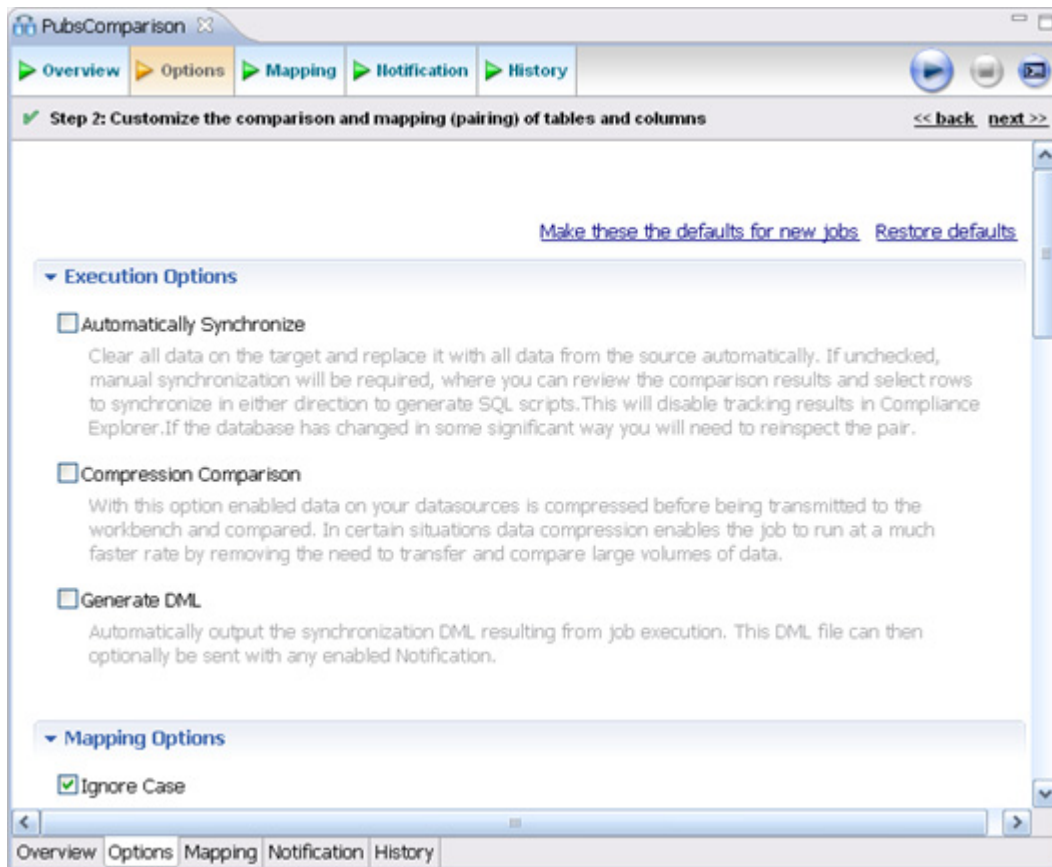 PubsComparison
Overview Options Mapping Notification History
Step 2: Customize the comparison and mapping (pairing) of tables and columns << back next >>
Make these the defaults for new jobs Restore defaults
Execution Options
Automatically Synchronize
Clear all data on the target and replace it with all data from the source automatically. If unchecked,
manual synchronization will be required, where you can review the comparison results and select rows
to synchronize in either direction to generate SQL scripts.This will disable tracking results in Compliance
Explorer.If the database has changed in some significant way you will need to reinspect the pair.
Compression Comparison
With this option enabled data on your datasources is compressed before being transmitted to the
workbench and compared. In certain situations data compression enables the job to run at a much
faster rate by removing the need to transfer and compare large volumes of data.
Generate DML
Automatically output the synchronization DML resulting from job execution. This DML file can then
optionally be sent with any enabled Notification.
Mapping Options
Ignore Case
Overview Options Mapping Notification History